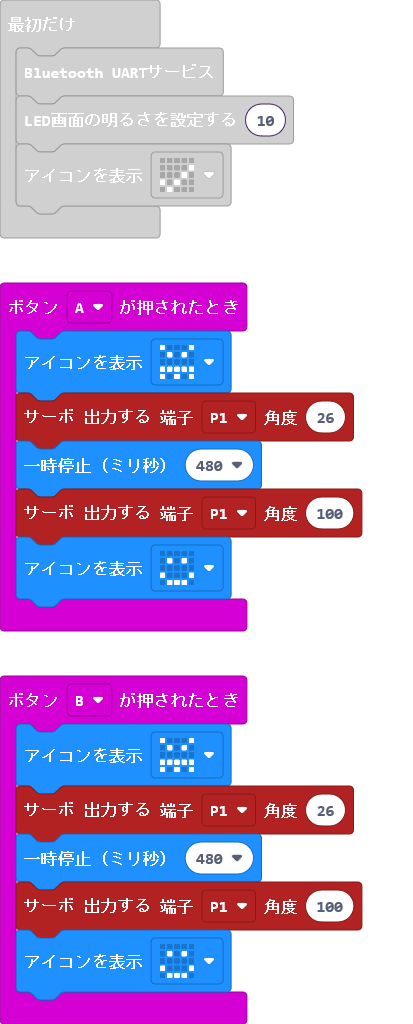 最初だけ
Bluetooth UARTサービス
LED画面の明るさを設定する 10
アイコンを表示
ボタン A が押されたとき
アイコンを表示
サーボ 出力する 端子 P1 角度 26
一時停止（ミリ秒） 480
サーボ 出力する 端子 P1 角度 100
アイコンを表示
ボタン B が押されたとき
アイコンを表示
サーボ 出力する 端子 P1 角度 26
一時停止（ミリ秒） 480
サーボ 出力する 端子 P1 角度 100
アイコンを表示